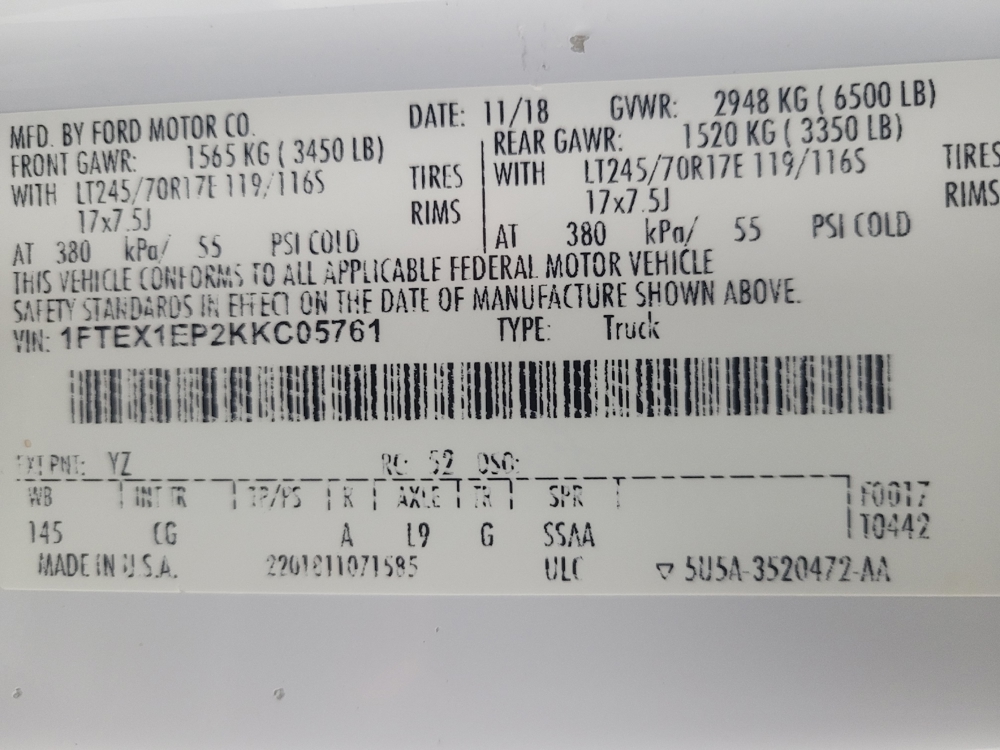 MFD. BY FORD MOTOR CO. DATE: 11/18 GVWR: 2948 KG ( 6500 LB)
FRONT GAWR: 1565 KG ( 3450 LB) REAR GAWR: 1520 KG ( 3350 LB)
WITH LT245/70R17E 119/116S TIRES WITH LT245/70R17E 119/116S TIRES
17x7.5J RIMS 17x7.5J RIMS
AT 380 kPa/ 55 PSI COLD AT 380 kPa/ 55 PSI COLD
THIS VEHICLE CONFORMS TO ALL APPLICABLE FEDERAL MOTOR VEHICLE
SAFETY STANDARDS IN EFFECT ON THE DATE OF MANUFACTURE SHOWN ABOVE.
VIN: 1FTEX1EP2KKC05761 TYPE: Truck
EXT PNT: YZ RC: 52 DSO:
WB INT TR TP/PS R AXLE TR SPR F0017
145 CG A L9 G SSAA T0442
MADE IN U.S.A. 2201811071585 ULC ▽ 5U5A-3520472-AA